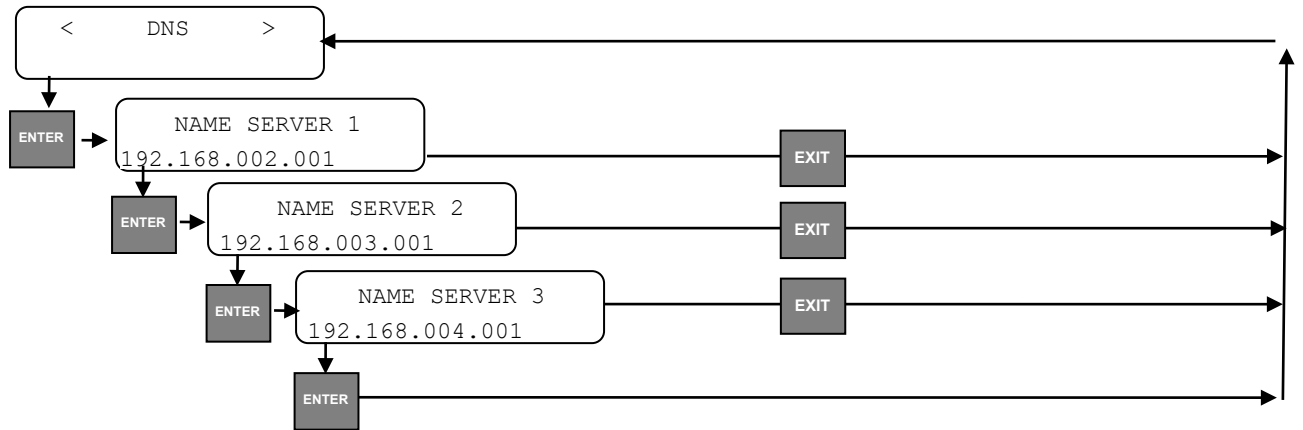 < DNS >
ENTER
NAME SERVER 1
192.168.002.001
EXIT
ENTER
NAME SERVER 2
192.168.003.001
EXIT
ENTER
NAME SERVER 3
192.168.004.001
EXIT
ENTER